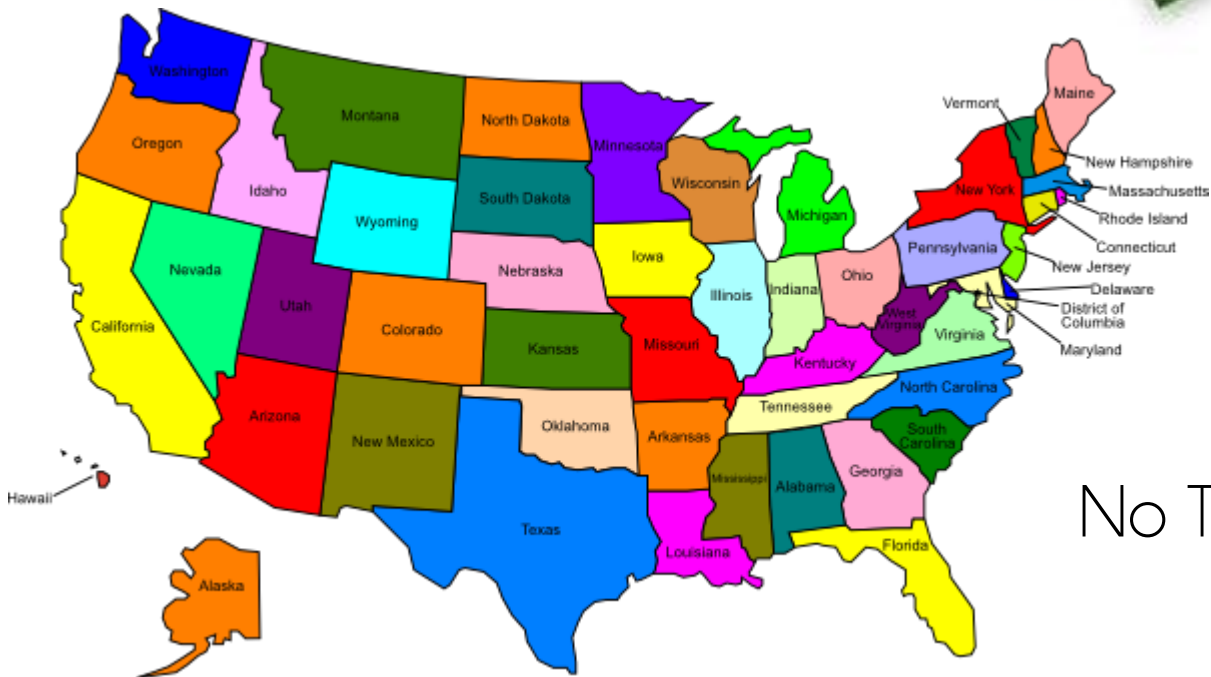 Washington
Oregon
California
Nevada
Idaho
Montana
Wyoming
Utah
Colorado
Arizona
New Mexico
North Dakota
South Dakota
Nebraska
Kansas
Oklahoma
Texas
Minnesota
Iowa
Missouri
Arkansas
Louisiana
Wisconsin
Illinois
Michigan
Indiana
Ohio
Kentucky
Tennessee
Mississippi
Alabama
Georgia
Florida
South
Carolina
North Carolina
Virginia
West
Virginia
Pennsylvania
New York
Vermont
Maine
New Hampshire
Massachusetts
Rhode Island
Connecticut
New Jersey
Delaware
District of
Columbia
Maryland
Hawaii
Alaska
No T